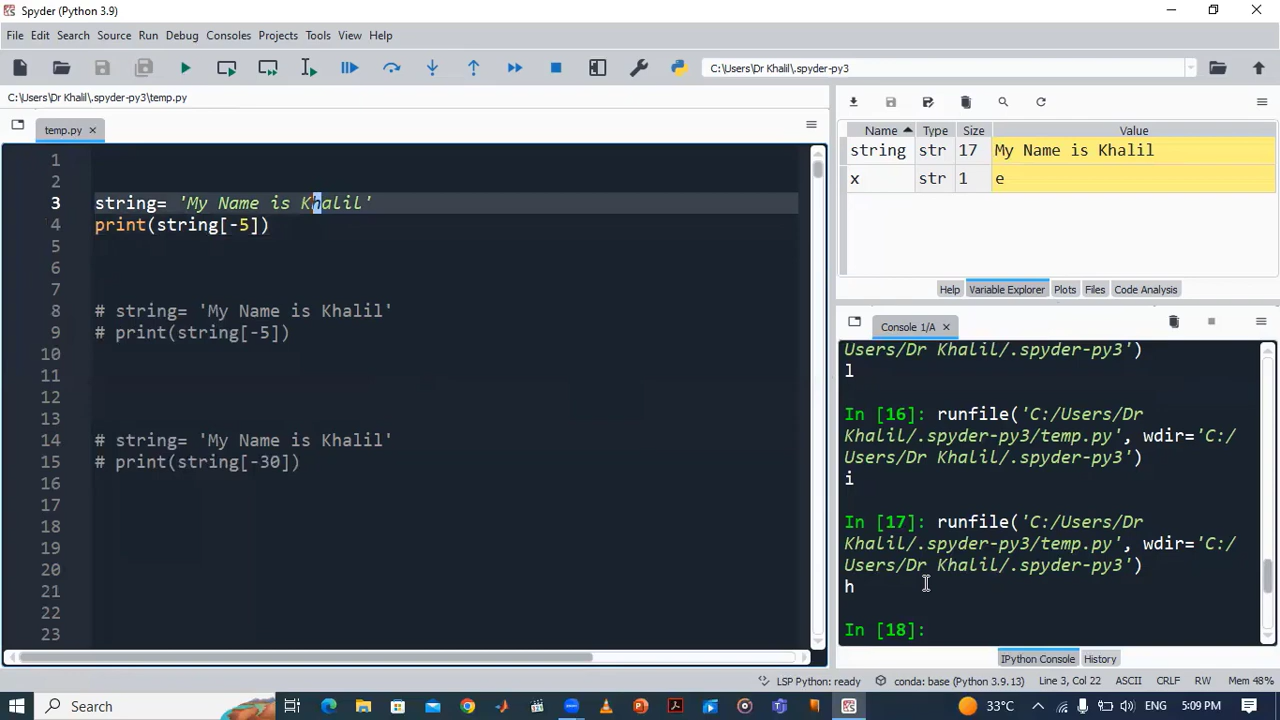 Spyder (Python 3.9)
File Edit Search Source Run Debug Consoles Projects Tools View Help
C:\Users\Dr Khalil\.spyder-py3
C:\Users\Dr Khalil\.spyder-py3\temp.py
temp.py
1
2
3 string= 'My Name is Khalil'
4 print(string[-5])
5
6
7
8 # string= 'My Name is Khalil'
9 # print(string[-5])
10
11
12
13
14 # string= 'My Name is Khalil'
15 # print(string[-30])
16
17
18
19
20
21
22
23
Name Type Size Value
string str 17 My Name is Khalil
x str 1 e
Help Variable Explorer Plots Files Code Analysis
Console 1/A
Users/Dr Khalil/.spyder-py3')
l
In [16]: runfile('C:/Users/Dr
Khalil/.spyder-py3/temp.py', wdir='C:/
Users/Dr Khalil/.spyder-py3')
i
In [17]: runfile('C:/Users/Dr
Khalil/.spyder-py3/temp.py', wdir='C:/
Users/Dr Khalil/.spyder-py3')
h
In [18]:
IPython Console History
LSP Python: ready conda: base (Python 3.9.13) Line 3, Col 22 ASCII CRLF RW Mem 48%
Search 33°C ENG 5:09 PM